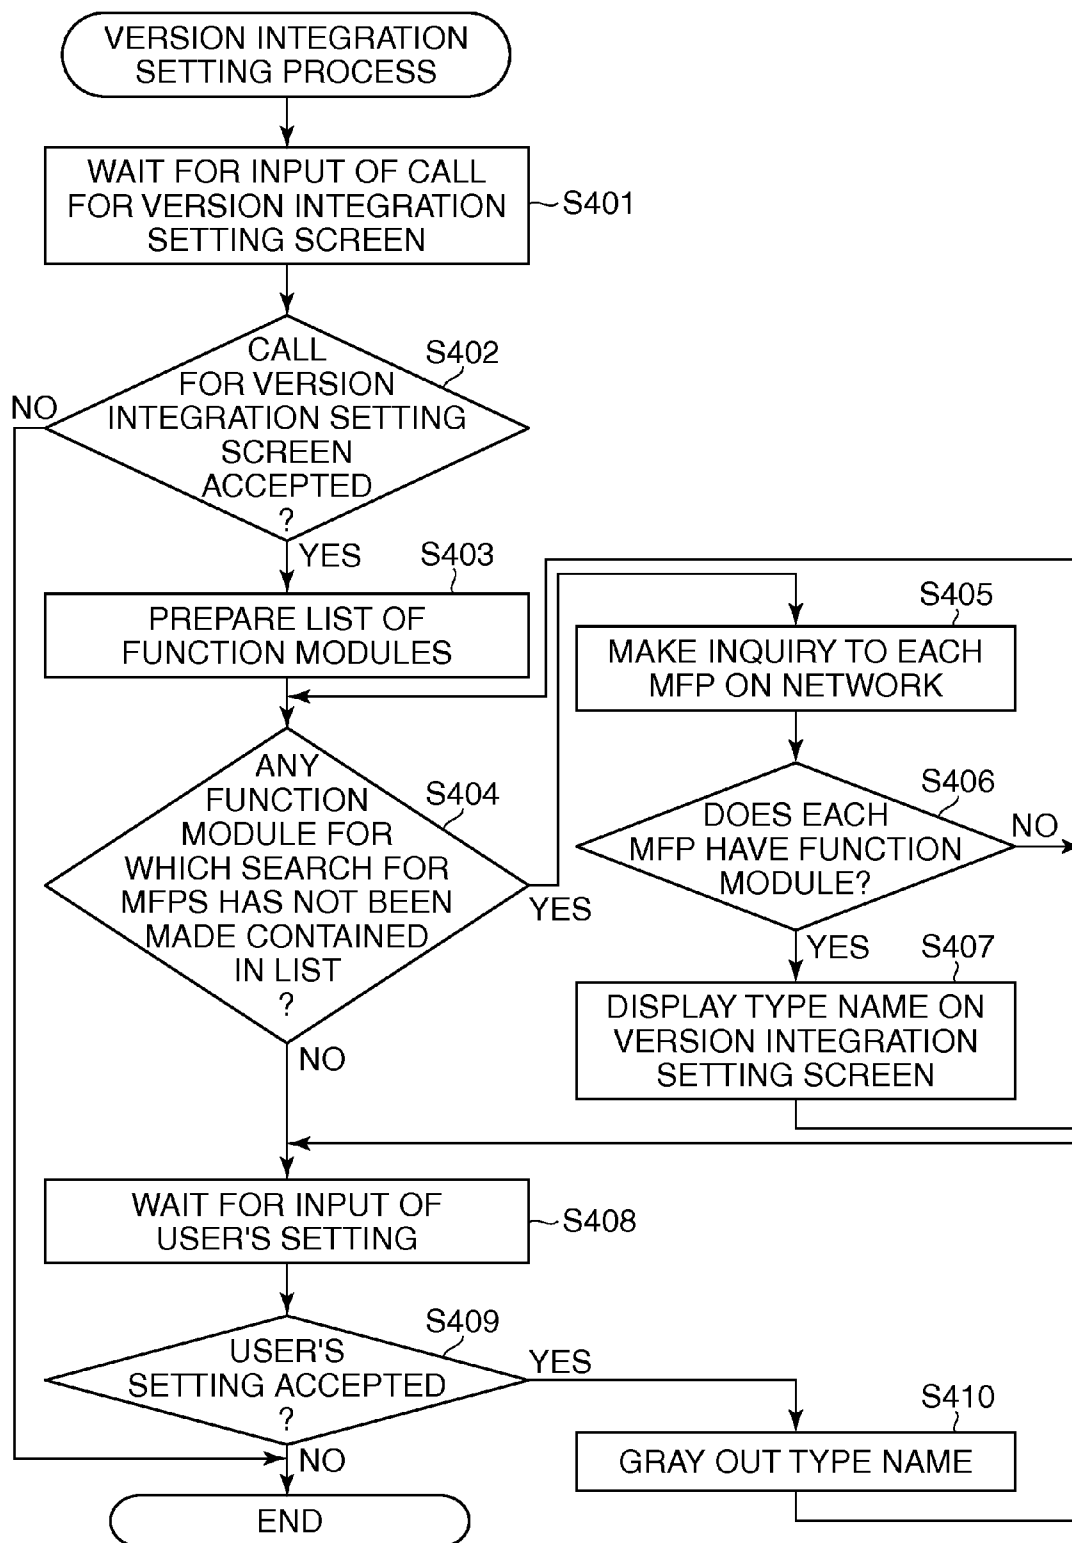 VERSION INTEGRATION
SETTING PROCESS
WAIT FOR INPUT OF CALL
FOR VERSION INTEGRATION
SETTING SCREEN
S401
CALL
FOR VERSION
INTEGRATION SETTING
SCREEN
ACCEPTED
?
S402
NO
YES
S403
PREPARE LIST OF
FUNCTION MODULES
ANY
FUNCTION
MODULE FOR
WHICH SEARCH FOR
MFPS HAS NOT BEEN
MADE CONTAINED
IN LIST
?
S404
YES
NO
S405
MAKE INQUIRY TO EACH
MFP ON NETWORK
S406
DOES EACH
MFP HAVE FUNCTION
MODULE?
NO
YES
S407
DISPLAY TYPE NAME ON
VERSION INTEGRATION
SETTING SCREEN
WAIT FOR INPUT OF
USER'S SETTING
S408
S409
USER'S
SETTING ACCEPTED
?
YES
NO
S410
GRAY OUT TYPE NAME
END